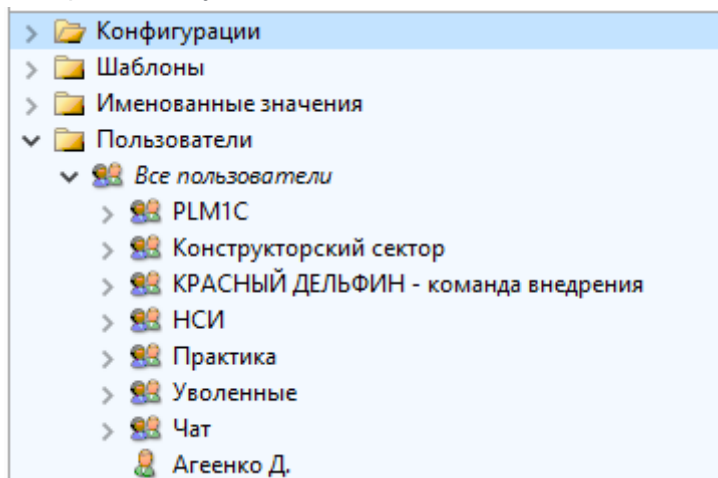 Конфигурации
Шаблоны
Именованные значения
Пользователи
Все пользователи
PLM1C
Конструкторский сектор
КРАСНЫЙ ДЕЛЬФИН - команда внедрения
НСИ
Практика
Уволенные
Чат
Агеенко Д.